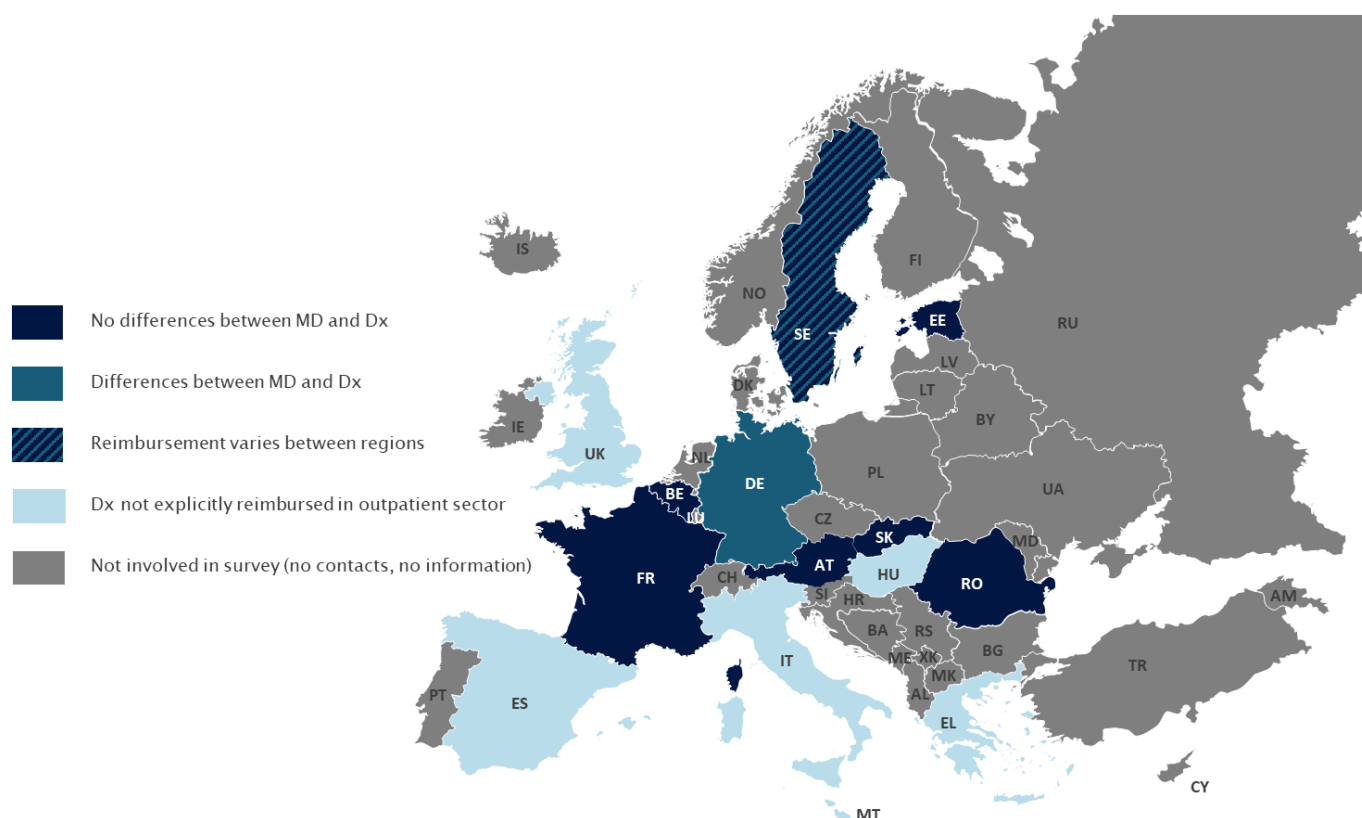 IS
FI
NO
No differences between MD and Dx
EE
RU
SE
LV
Differences between MD and Dx
DK
LT
BY
IE
Reimbursement varies between regions
UK
NL
PL
DE
UA
BE
Dx not explicitly reimbursed in outpatient sector
LU
CZ
SK
MD
Not involved in survey (no contacts, no information)
FR
CH
AT
HU
RO
SI
HR
AM
BA
RS
BG
IT
ME
XK
TR
MK
PT
AL
ES
EL
CY
MT